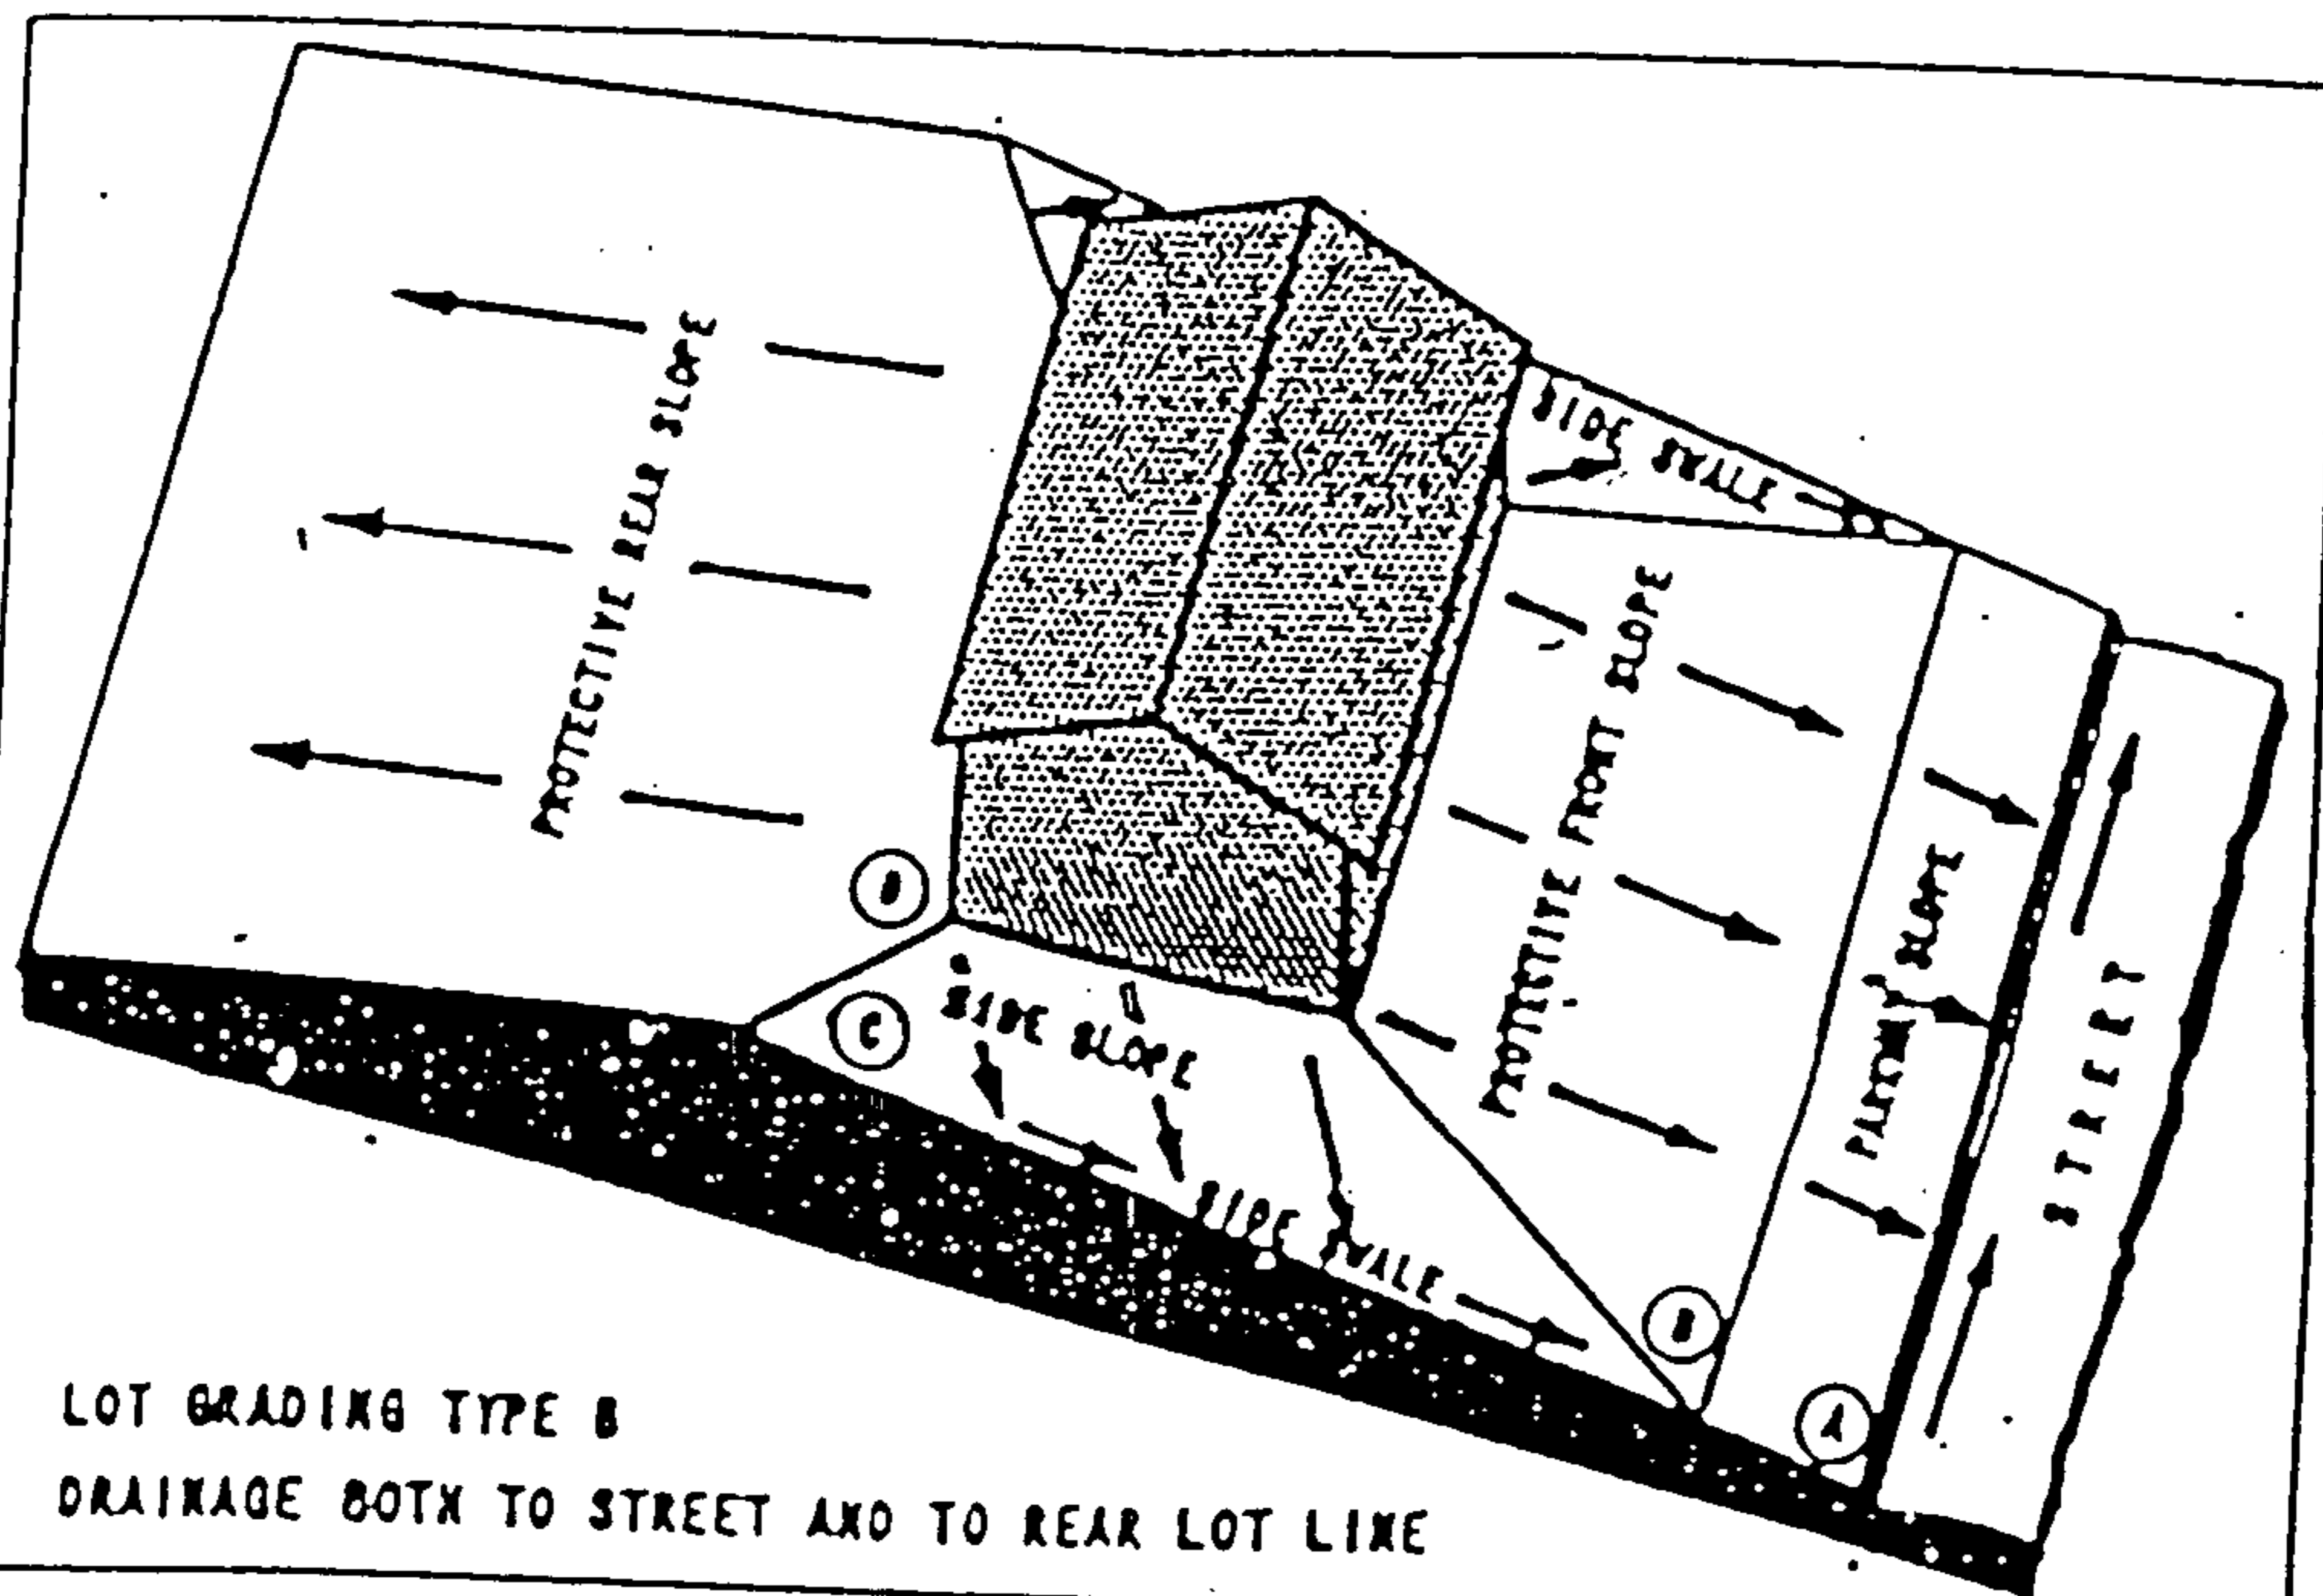 PROTECTIVE REAR SLOPE
SIDE SWALE
PROTECTIVE FRONT SLOPE
PARKWAY SLOPE
STREET
SIDE SLOPE
SIDE SWALE
C
A
LOT GRADING TYPE B
DRAINAGE BOTH TO STREET AND TO REAR LOT LINE